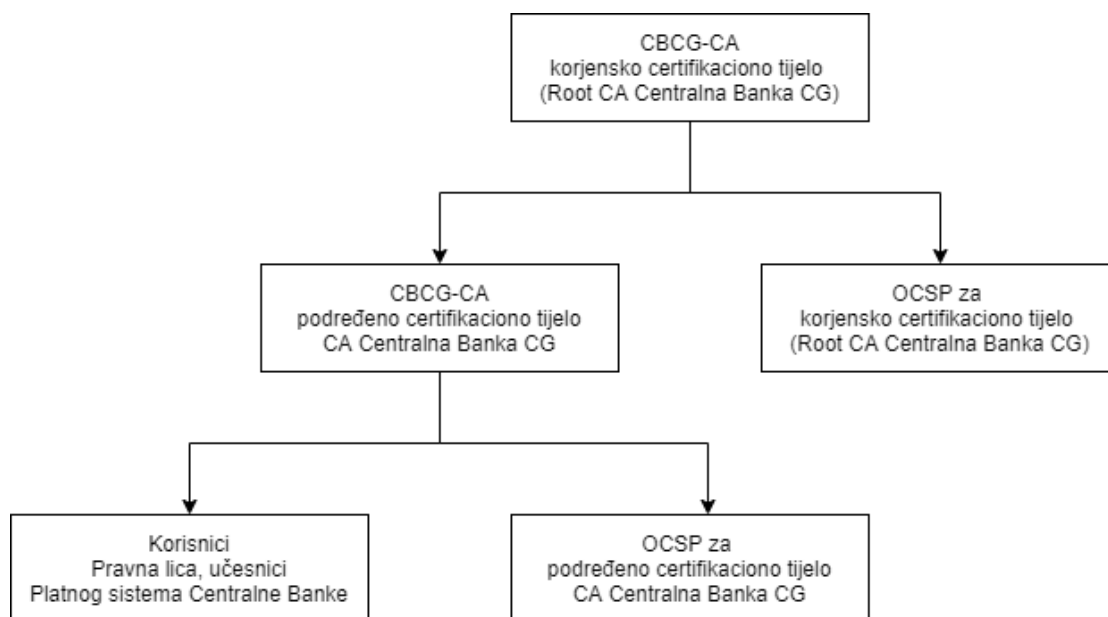 CBCG-CA
korjensko certifikaciono tijelo
(Root CA Centralna Banka CG)
CBCG-CA
podređeno certifikaciono tijelo
CA Centralna Banka CG
OCSP za
korjensko certifikaciono tijelo
(Root CA Centralna Banka CG)
Korisnici
Pravna lica, učesnici
Platnog sistema Centralne Banke
OCSP za
podređeno certifikaciono tijelo
CA Centralna Banka CG